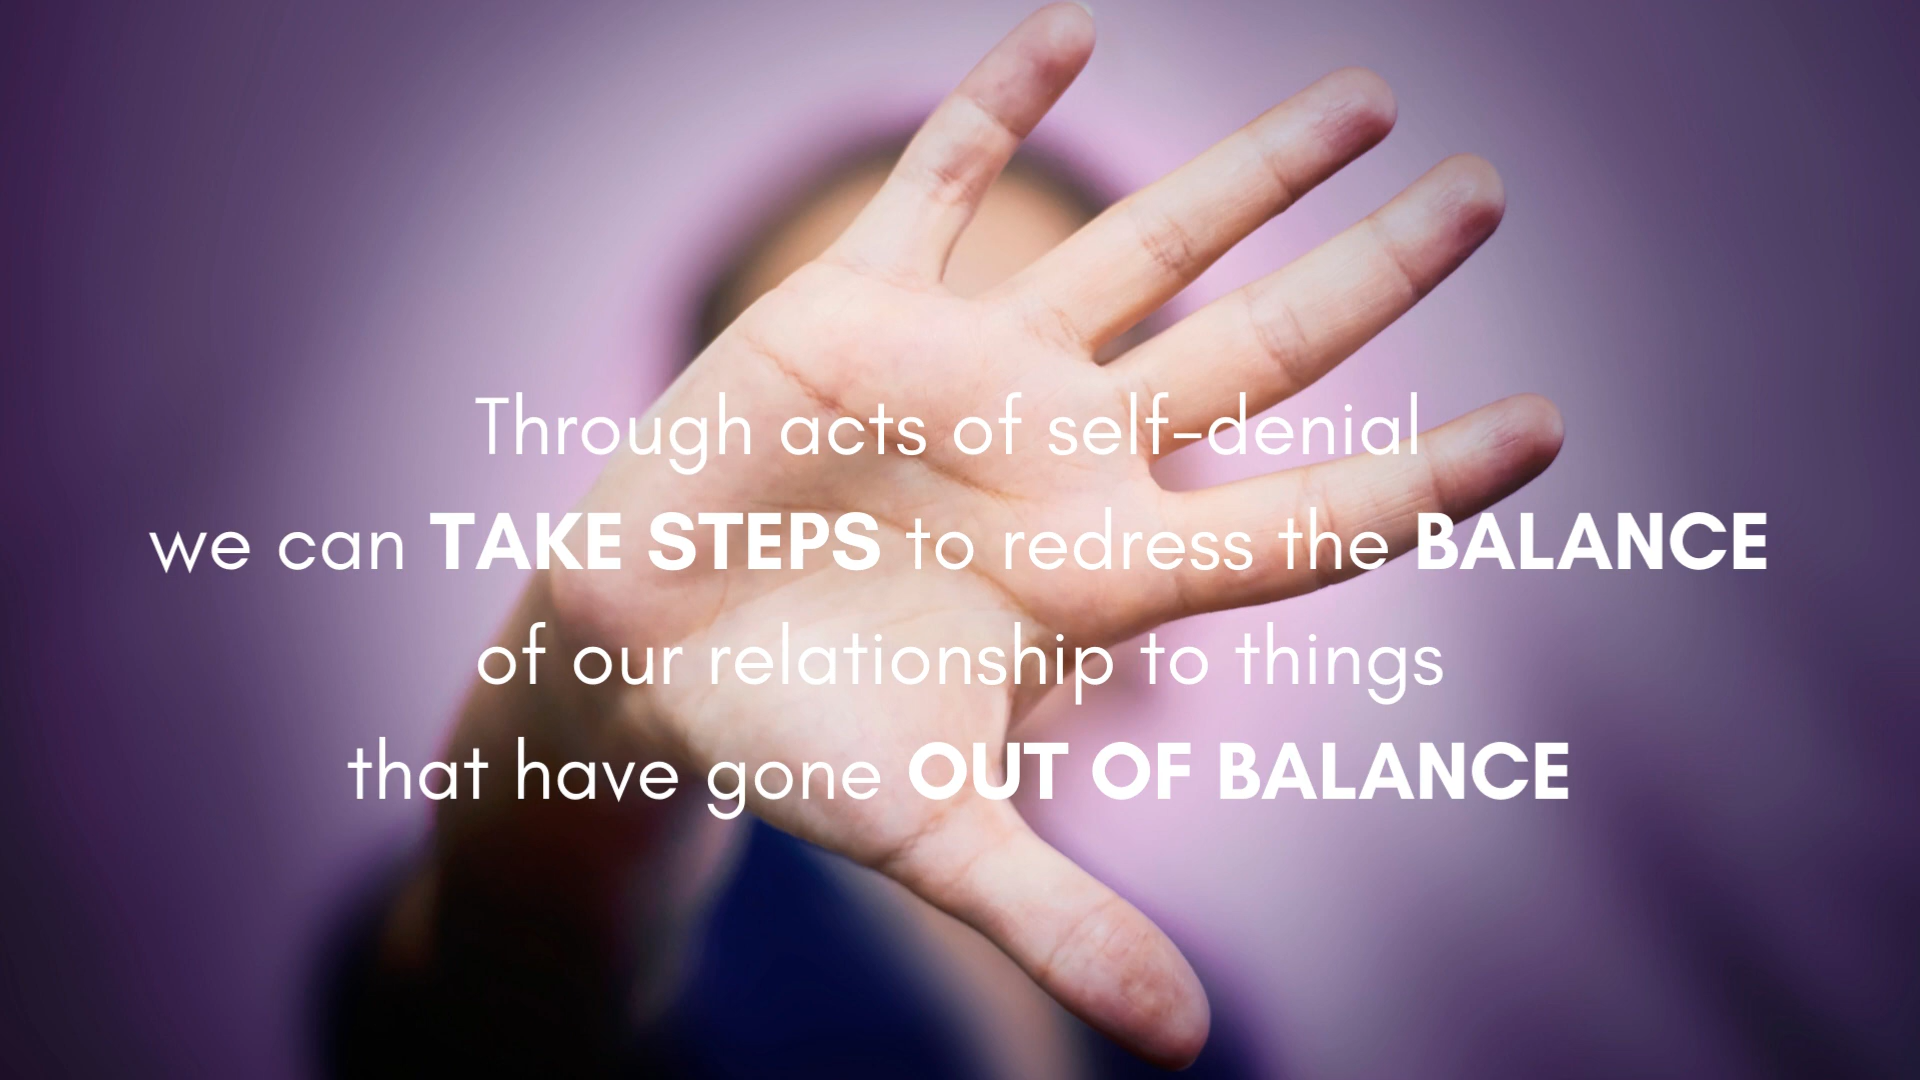 Through acts of self-denial
we can TAKE STEPS to redress the BALANCE
of our relationship to things
that have gone OUT OF BALANCE